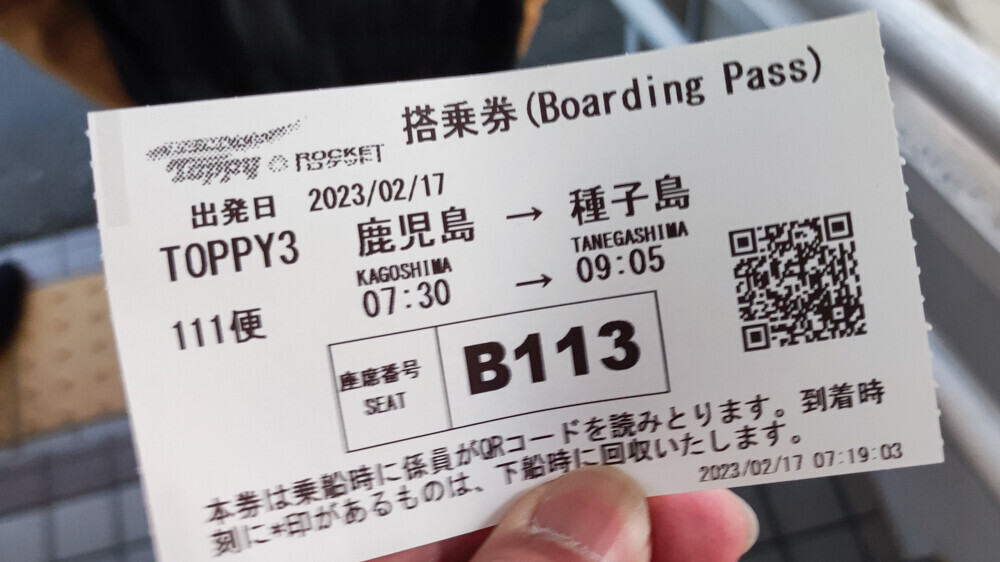 搭乗券(Boarding Pass)
Toppy ROCKET
ロケット
出発日 2023/02/17
TOPPY3 鹿児島 → 種子島
KAGOSHIMA TANEGASHIMA
111便 07:30 → 09:05
座席番号
SEAT
B113
本券は乗船時に係員がQRコードを読みとります。到着時
刻に*印があるものは、下船時に回収いたします。
2023/02/17 07:19:03